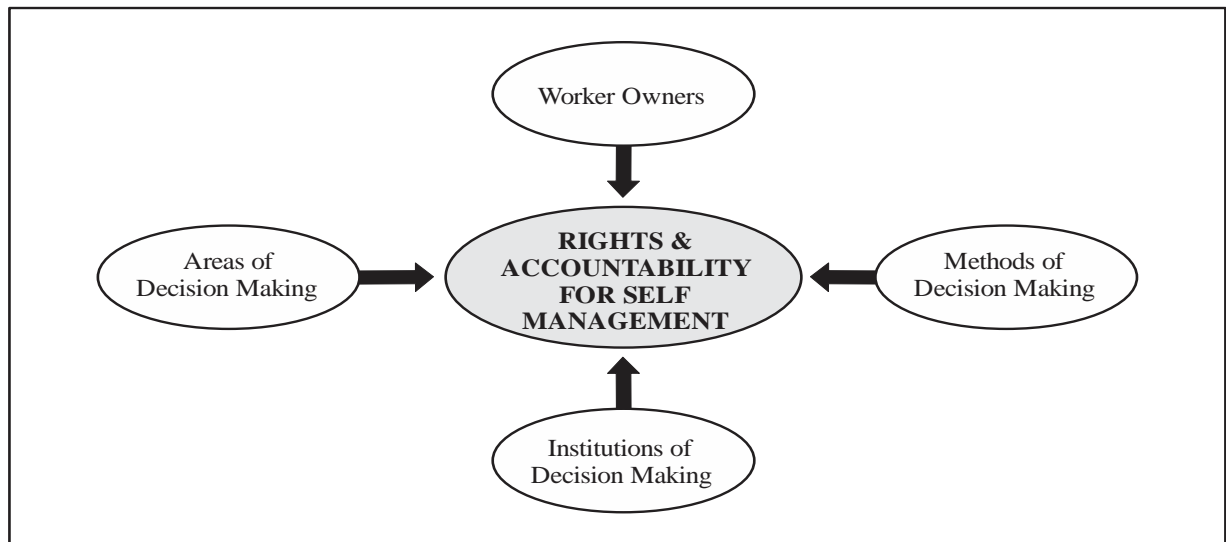 Worker Owners
Areas of
Decision Making
RIGHTS &
ACCOUNTABILITY
FOR SELF
MANAGEMENT
Methods of
Decision Making
Institutions of
Decision Making